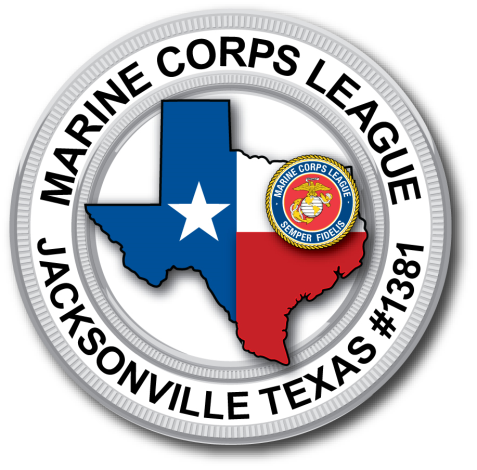 MARINE CORPS LEAGUE
JACKSONVILLE TEXAS #1381
MARINE CORPS LEAGUE
SEMPER FIDELIS